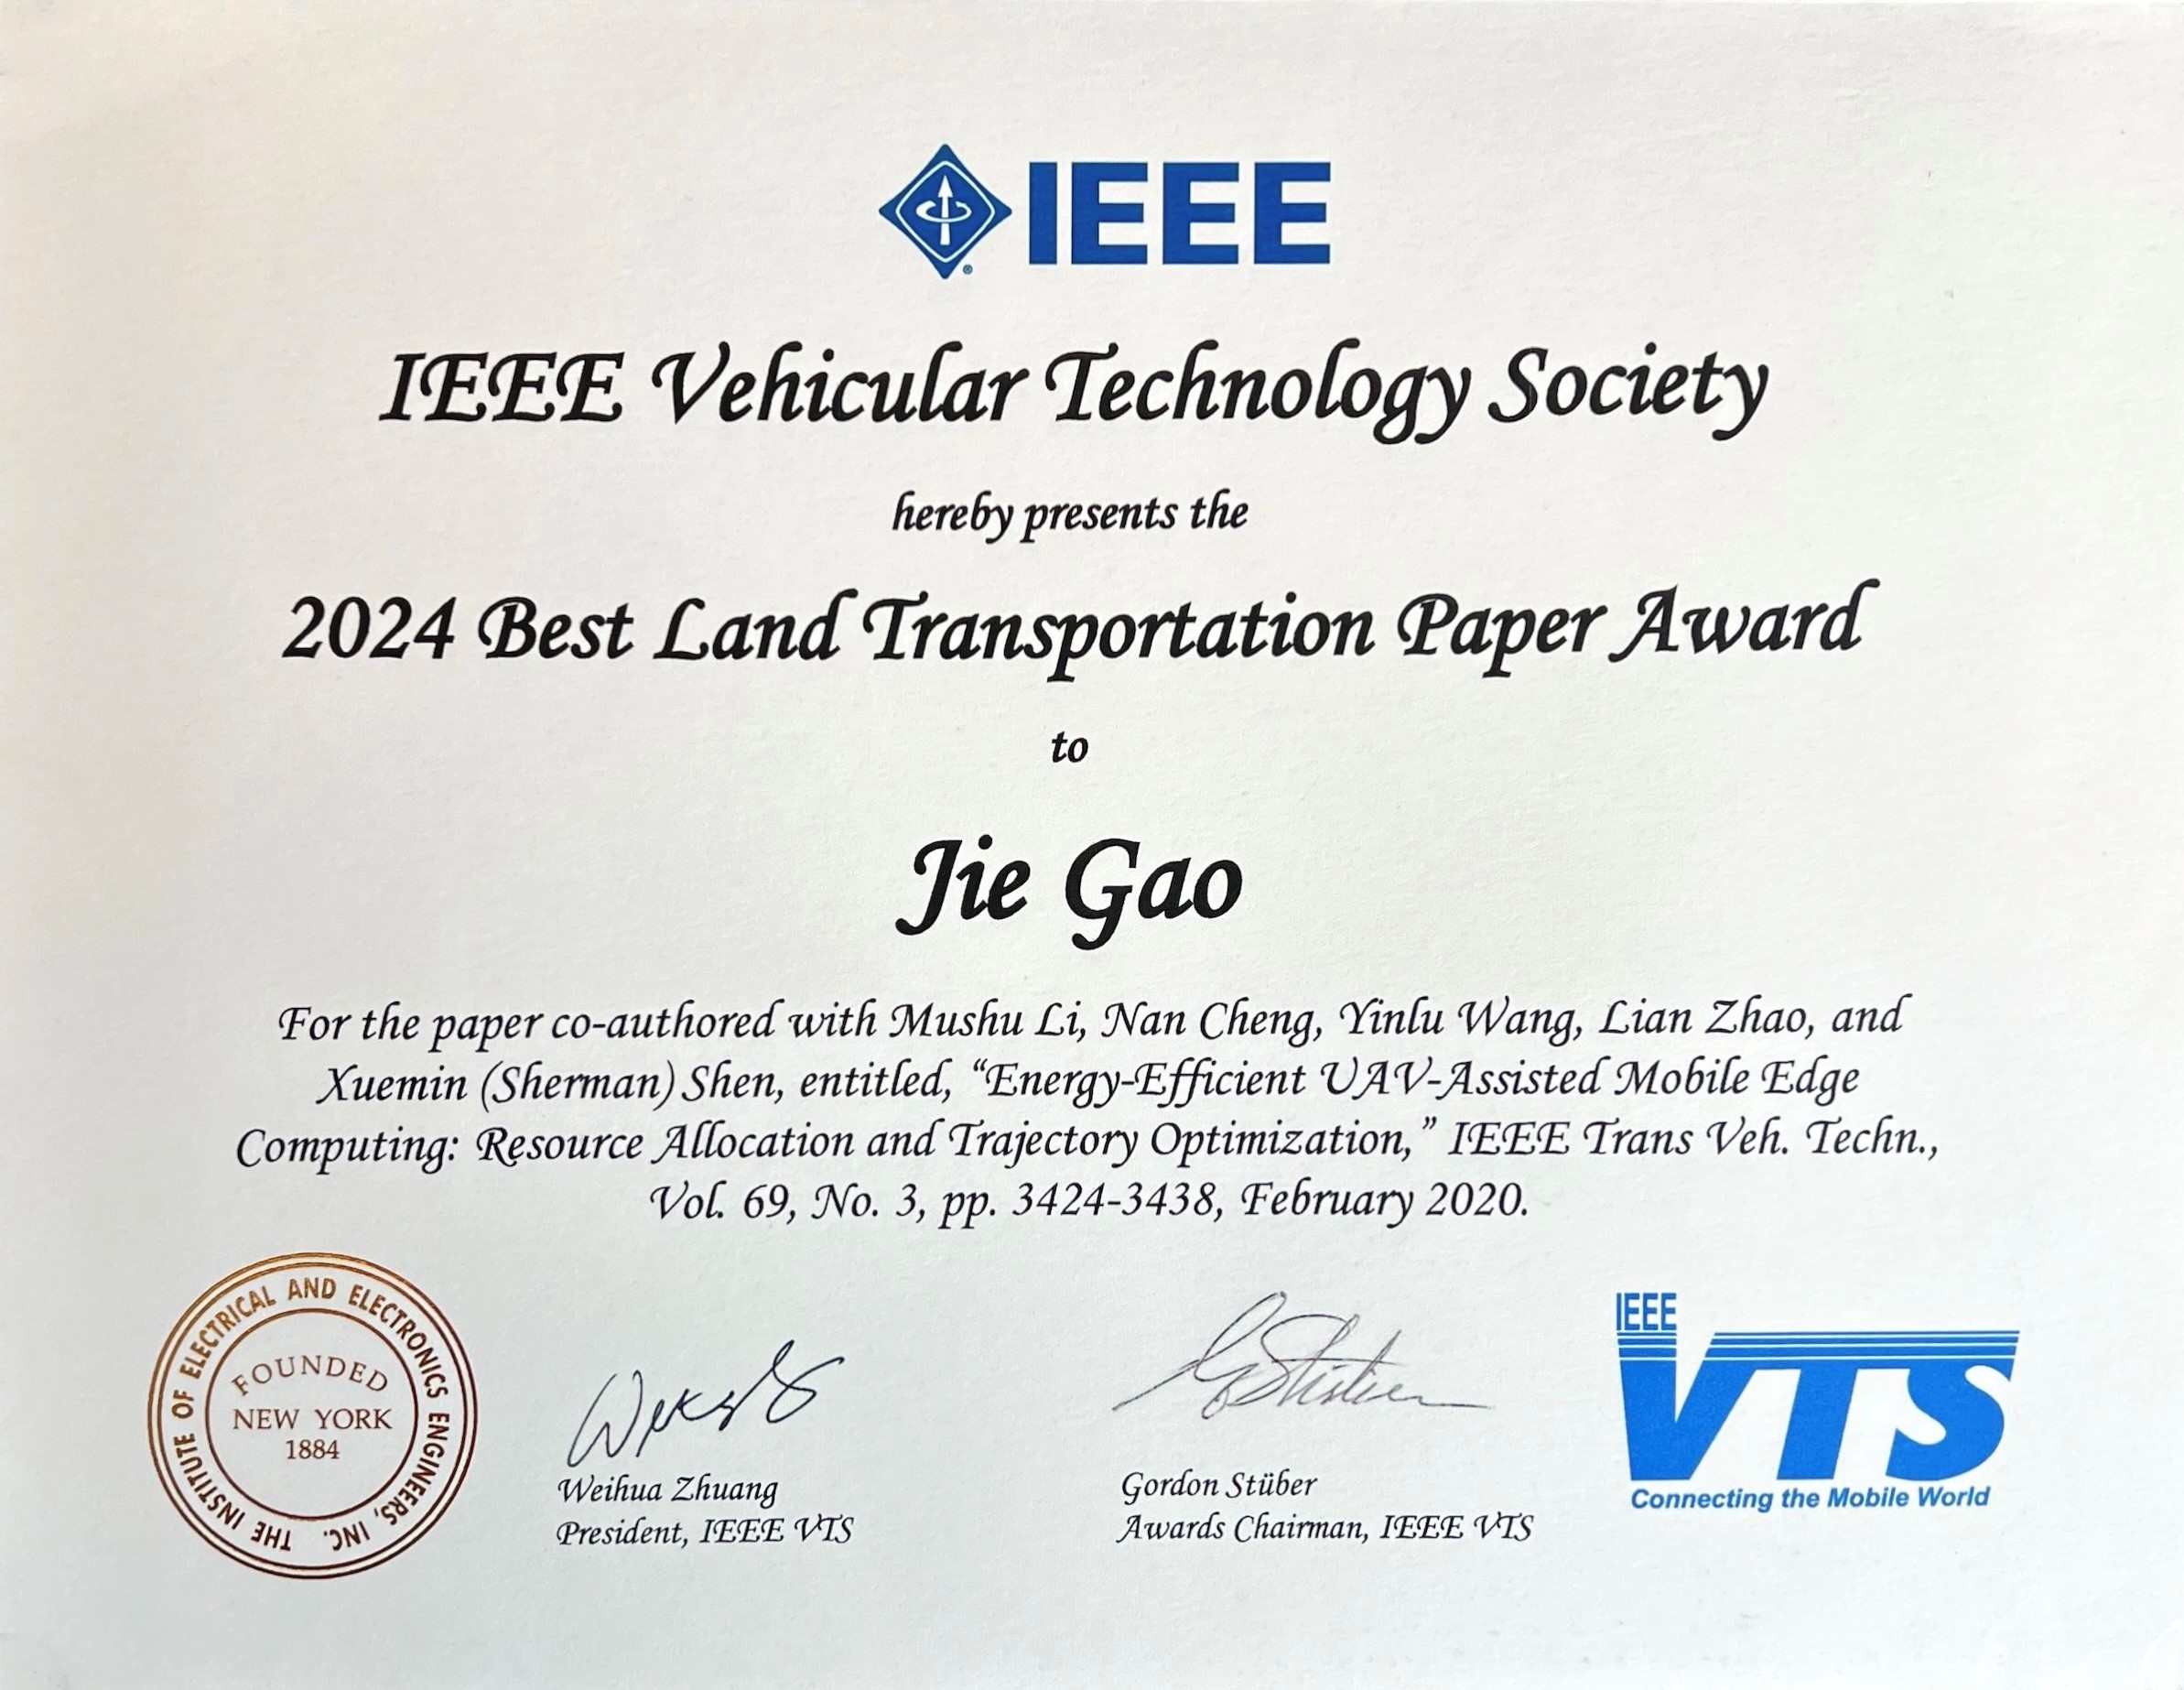 IEEE
IEEE Vehicular Technology Society
hereby presents the
2024 Best Land Transportation Paper Award
to
Jie Gao
For the paper co-authored with Mushu Li, Nan Cheng, Yinlu Wang, Lian Zhao, and
Xuemin (Sherman) Shen, entitled, “Energy-Efficient UAV-Assisted Mobile Edge
Computing: Resource Allocation and Trajectory Optimization,” IEEE Trans Veh. Techn.,
Vol. 69, No. 3, pp. 3424-3438, February 2020.
THE INSTITUTE OF ELECTRICAL AND ELECTRONICS ENGINEERS, INC.
FOUNDED
NEW YORK
1884
Weihua Zhuang
President, IEEE VTS
Gordon Stüber
Awards Chairman, IEEE VTS
IEEE
VTS
Connecting the Mobile World